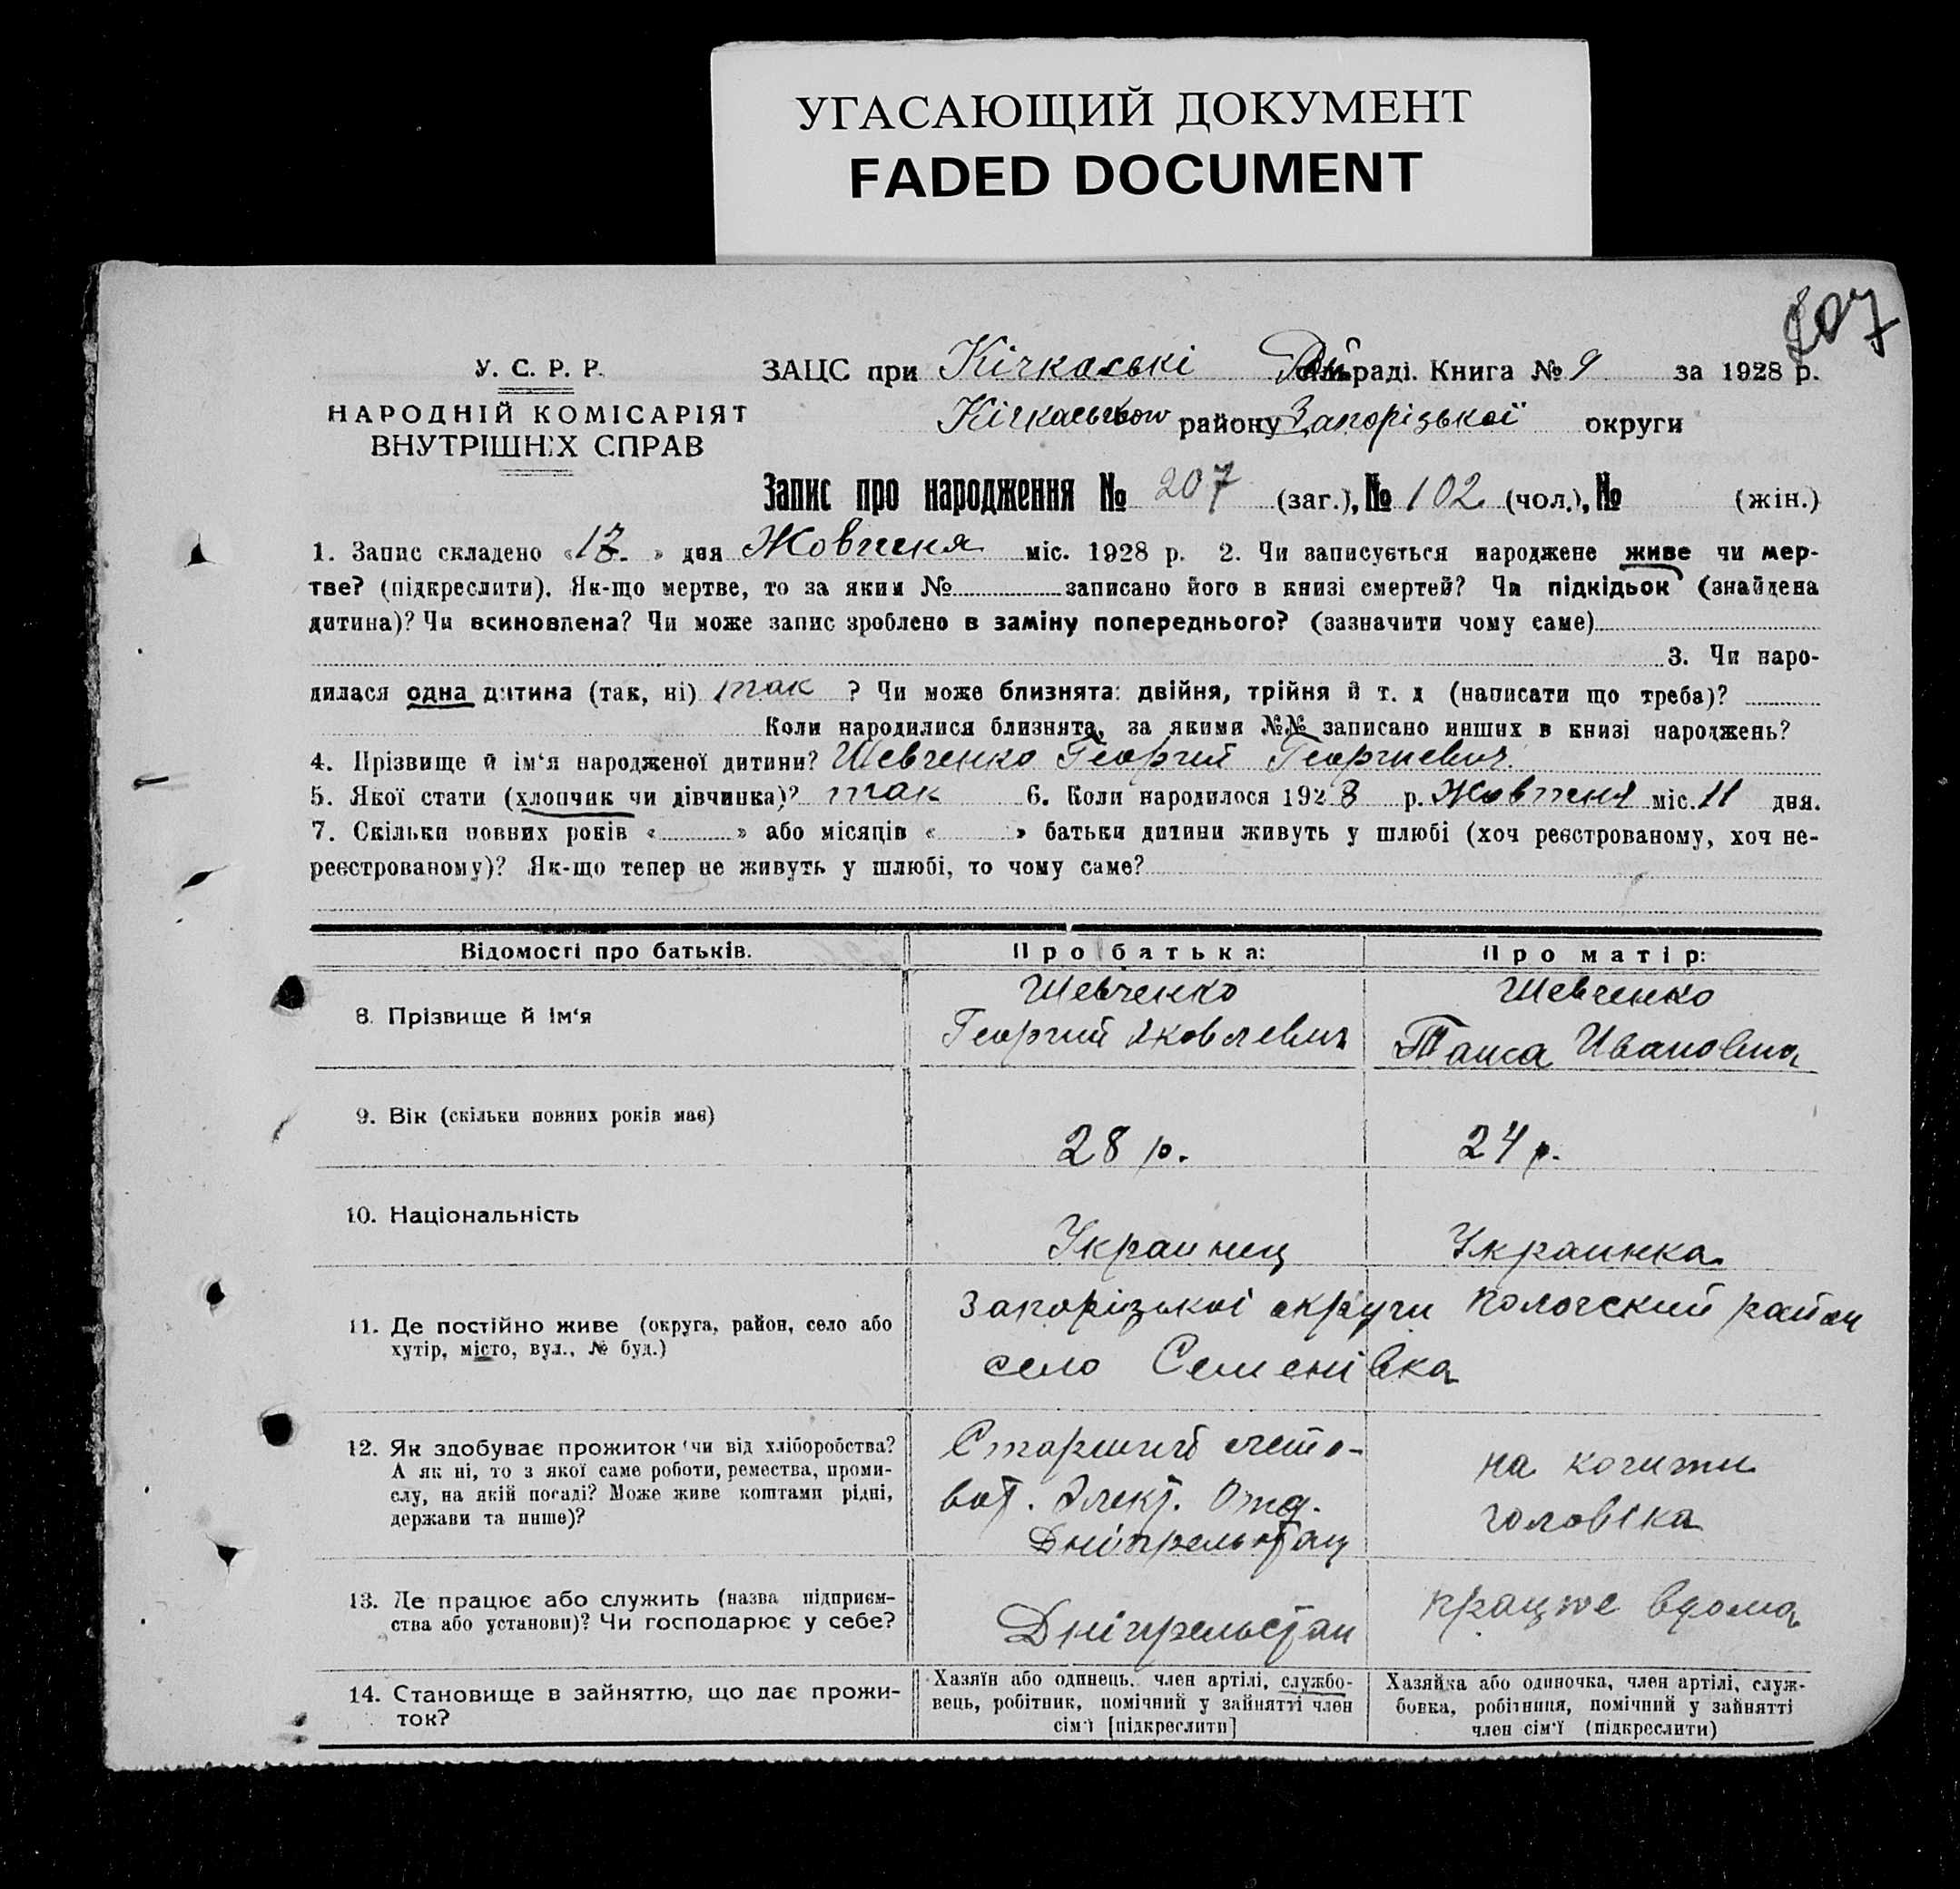 УГАСАЮЩИЙ ДОКУМЕНТ
FADED DOCUMENT
207
У. С. Р. Р.
НАРОДНІЙ КОМІСАРІЯТ
ВНУТРІШНІХ СПРАВ
ЗАЦС при Кічкаські Рай раді. Книга № 9 за 1928 р.
Кічкаського району Запорізької округи
Запис про народження № 207 (заг.), № 102 (чол.), № (жін.)
1. Запис складено « 17. » дня Жовтня міс. 1928 р. 2. Чи записується народжене живе чи мер-
тве? (підкреслити). Як-що мертве, то за яким № записано його в книзі смертей? Чи підкідьок (знайдена
дитина)? Чи всиновлена? Чи може запис зроблено в заміну попереднього? (зазначити чому саме)
3. Чи наро-
дилася одна дитина (так, ні) так ? Чи може близнята: двійня, трійня й т. д (написати що треба)?
Коли народилися близнята, за якими №№ записано инших в книзі народжень?
4. Прізвище й ім'я народженої дитини? Шевченко Георгий Георгиевич.
5. Якої стати (хлопчик чи дівчинка)? так 6. Коли народилося 1928 р. Жовтня міс. 11 дня.
7. Скільки повних років « » або місяців « » батьки дитини живуть у шлюбі (хоч реєстрованому, хоч не-
реєстрованому)? Як-що тепер не живуть у шлюбі, то чому саме?
Відомості про батьків. Про батька: Про матір:
8. Прізвище й ім'я Шевченко Георгий Яковлевич Шевченко Таиса Ивановна
9. Вік (скільки повних років має) 28 р. 24 р.
10. Національність Украинец Украинка
11. Де постійно живе (округа, район, село або
хутір, місто, вул., № буд.)
Запорізькоі округи Пологский район
село Семенівка
12. Як здобуває прожиток чи від хліборобства?
А як ні, то з якої саме роботи, ремества, проми-
слу, на якій посаді? Може живе коштами рідні,
держави та инше)?
Старший
Элект. Отд.
на кошти
чоловіка
13. Де працює або служить (назва підприєм-
ства або установи)? Чи господарює у себе?
Дніпрельстан
працює вдома
14. Становище в зайняттю, що дає прожи-
ток?
Хазяїн або одинець, член артілі, службо-
вець, робітник, помічний у зайнятті член
сім'ї [підкреслити]
Хазяйка або одиночка, член артілі, служ-
бовка, робітниця, помічний у зайнятті
член сім'ї (підкреслити)